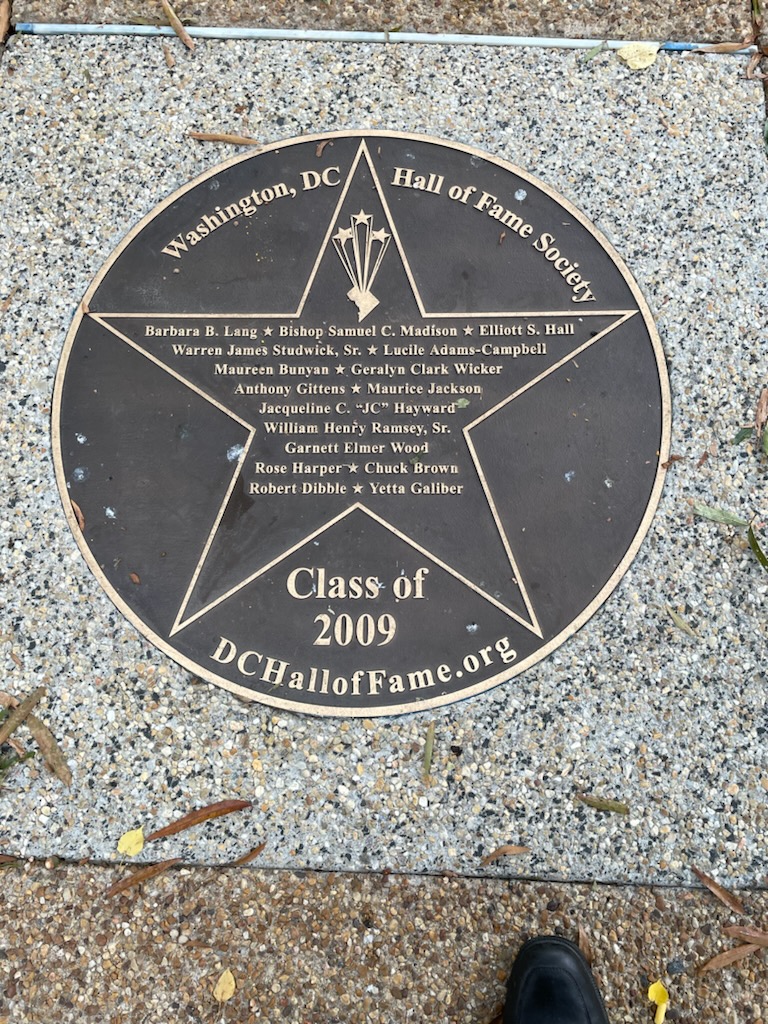 Washington, DC Hall of Fame Society
Barbara B. Lang ★ Bishop Samuel C. Madison ★ Elliott S. Hall
Warren James Studwick, Sr. ★ Lucile Adams-Campbell
Maureen Bunyan ★ Geralyn Clark Wicker
Anthony Gittens ★ Maurice Jackson
Jacqueline C. "JC" Hayward
William Henry Ramsey, Sr.
Garnett Elmer Wood
Rose Harper ★ Chuck Brown
Robert Dibble ★ Yetta Galiber
Class of
2009
DCHallofFame.org